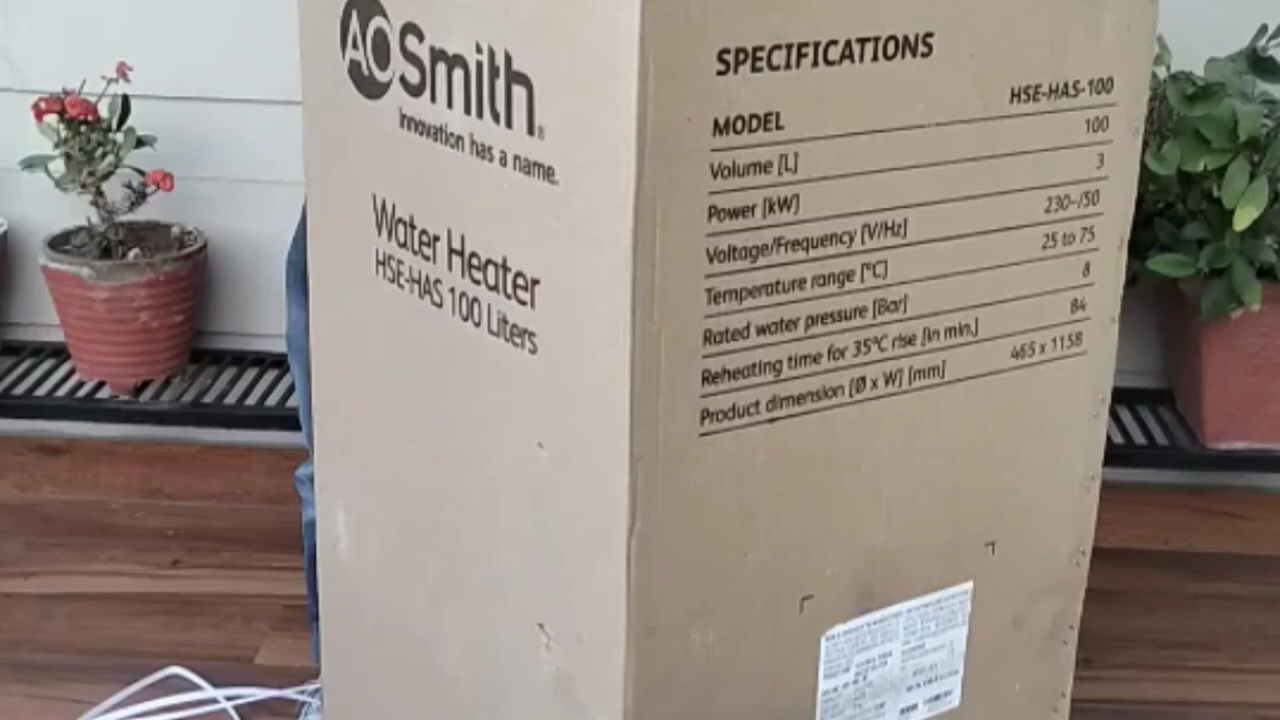 AO Smith®
Innovation has a name.
Water Heater
HSE-HAS 100 Liters
SPECIFICATIONS
MODEL HSE-HAS-100
Volume [L] 100
Power [kW] 3
Voltage/Frequency [V/Hz] 230~/50
Temperature range [°C] 25 to 75
Rated water pressure [Bar] 8
Reheating time for 35°C rise [in min.] 84
Product dimension [Ø x W] [mm] 465 x 1158